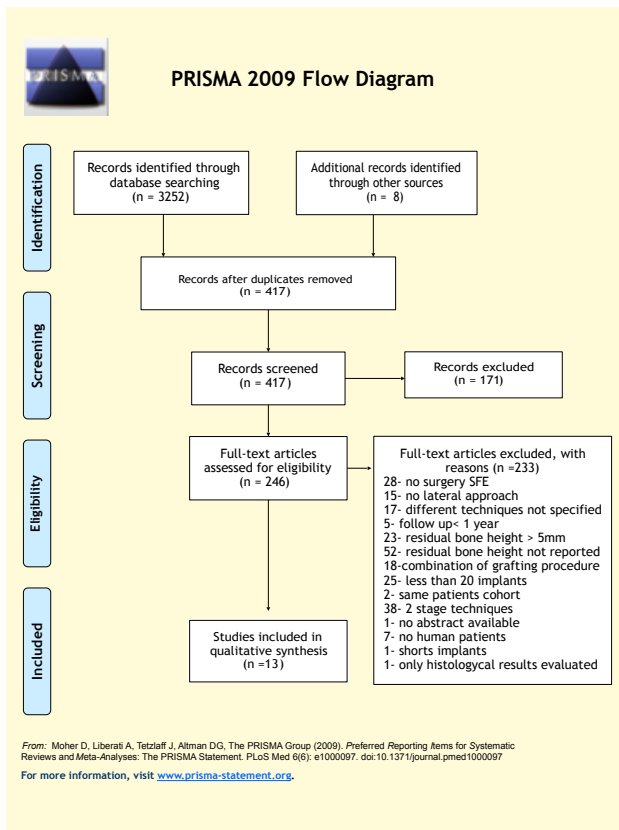 PRISMA
PRISMA 2009 Flow Diagram
Identification
Records identified through
database searching
(n = 3252)
Additional records identified
through other sources
(n = 8)
Records after duplicates removed
(n = 417)
Screening
Records screened
(n = 417)
Records excluded
(n = 171)
Eligibility
Full-text articles
assessed for eligibility
(n = 246)
Full-text articles excluded, with
reasons (n =233)
28- no surgery SFE
15- no lateral approach
17- different techniques not specified
5- follow up< 1 year
23- residual bone height > 5mm
52- residual bone height not reported
18-combination of grafting procedure
25- less than 20 implants
2- same patients cohort
38- 2 stage techniques
1- no abstract available
7- no human patients
1- shorts implants
1- only histologycal results evaluated
Included
Studies included in
qualitative synthesis
(n =13)
From: Moher D, Liberati A, Tetzlaff J, Altman DG, The PRISMA Group (2009). Preferred Reporting Items for Systematic
Reviews and Meta-Analyses: The PRISMA Statement. PLoS Med 6(6): e1000097. doi:10.1371/journal.pmed1000097
For more information, visit www.prisma-statement.org.